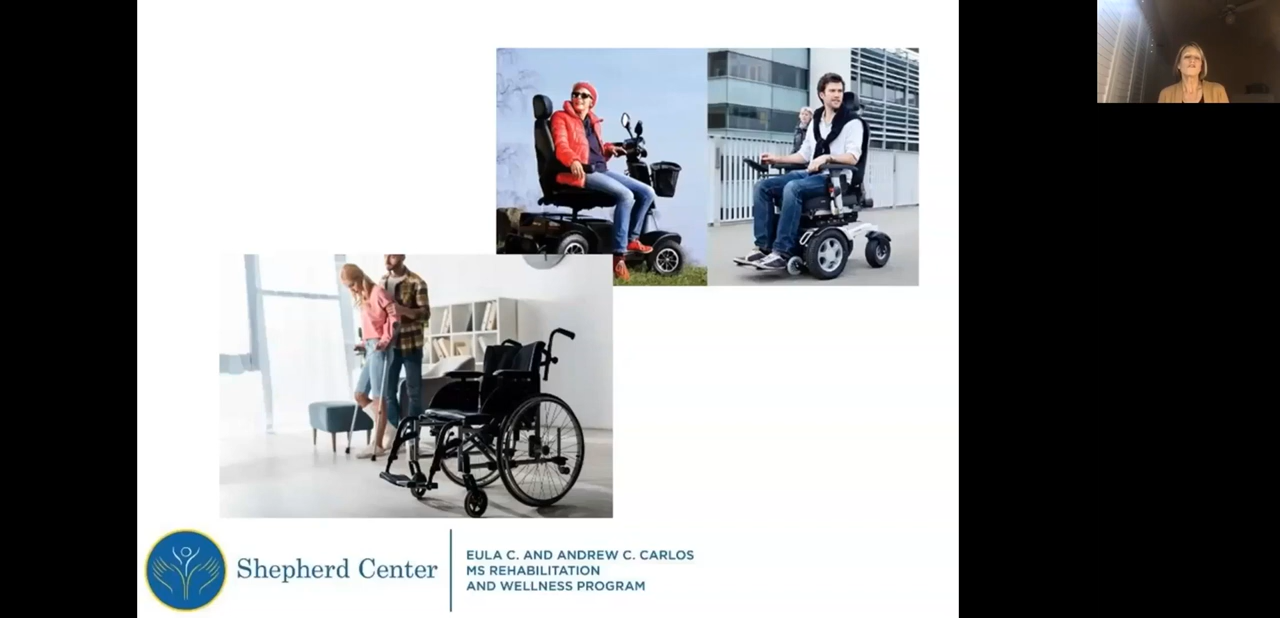 Shepherd Center
EULA C. AND ANDREW C. CARLOS
MS REHABILITATION
AND WELLNESS PROGRAM